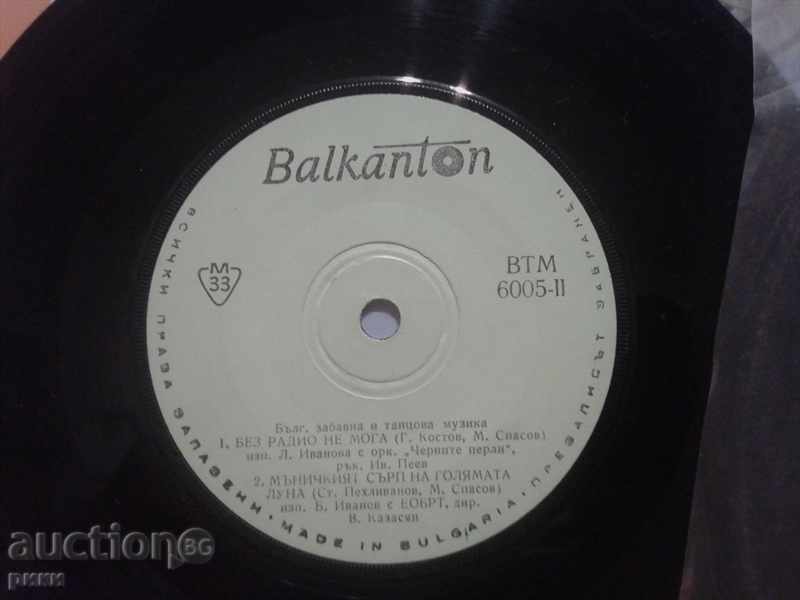 Balkanton
M
33
ВТМ
6005-II
Бълг. забавна и танцова музика
1. БЕЗ РАДИО НЕ МОГА (Г. Костов, М. Спасов)
изп. Л. Иванова с орк. „Черните перли",
рък. Ив. Пеев
2. МЪНИЧКИЯТ СЪРП НА ГОЛЯМАТА
ЛУНА (Ст. Пехливанов, М. Спасов)
изп. Б. Иванов с ЕОБРТ, дир.
В. Казасян
ВСИЧКИ ПРАВА ЗАПАЗЕНИ • MADE IN BULGARIA • ПРЕЗАПИСЪТ ЗАБРАНЕН
auction BG
рики